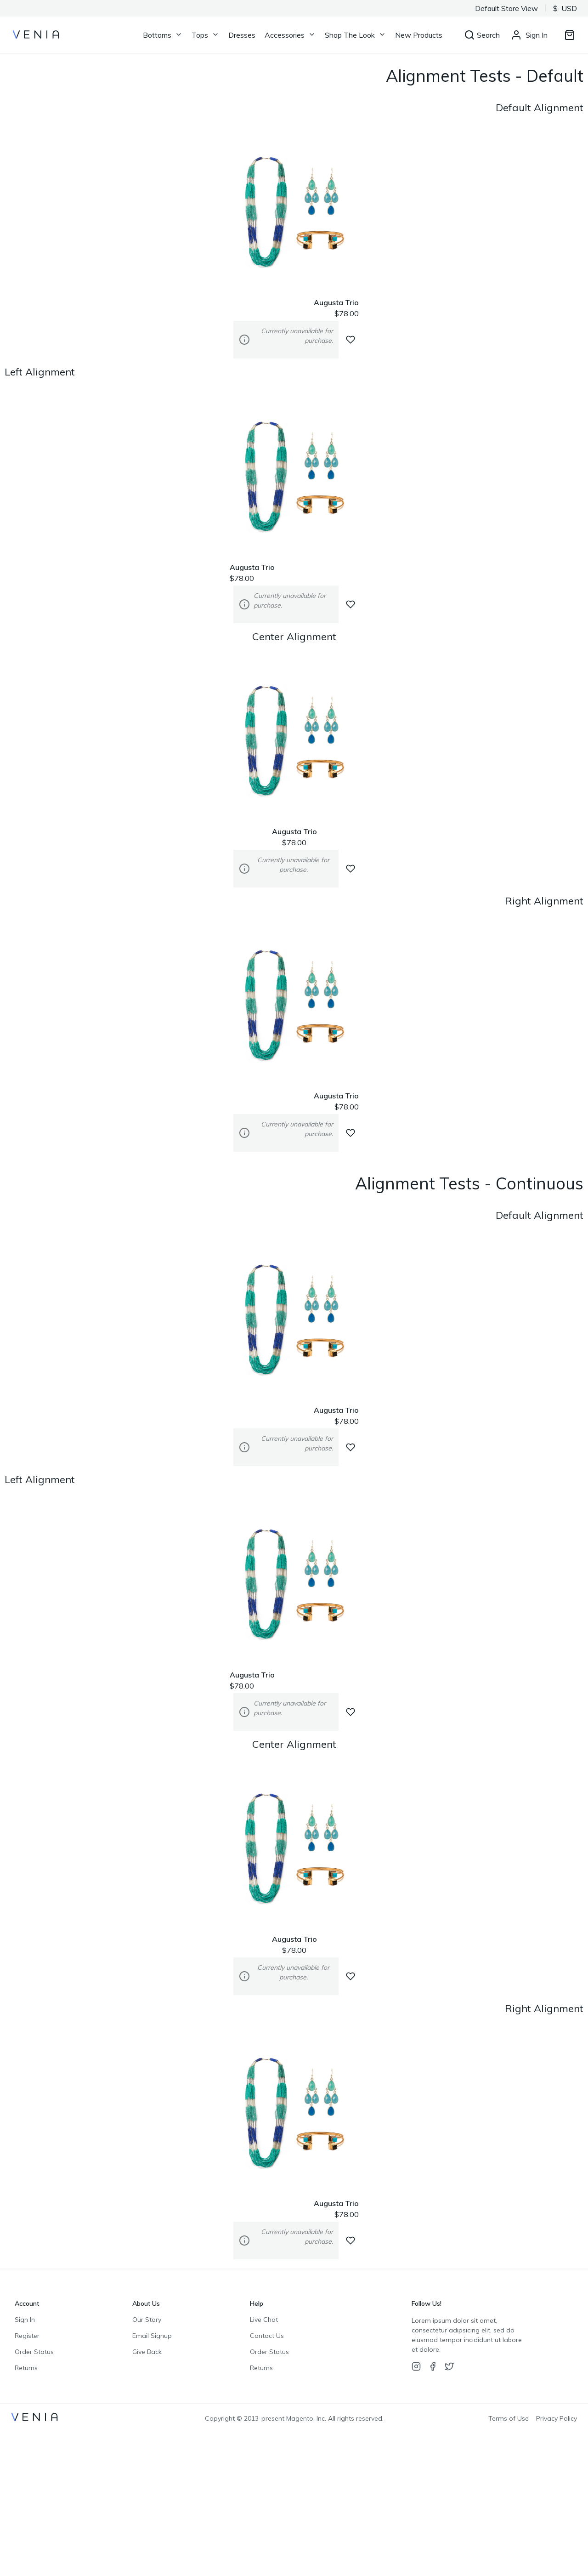 Default Store View $ USD
VENIA Bottoms Tops Dresses Accessories Shop The Look New Products Search Sign In
Alignment Tests - Default
Default Alignment
Augusta Trio
$78.00
Currently unavailable for
purchase.
Left Alignment
Augusta Trio
$78.00
Currently unavailable for
purchase.
Center Alignment
Augusta Trio
$78.00
Currently unavailable for
purchase.
Right Alignment
Augusta Trio
$78.00
Currently unavailable for
purchase.
Alignment Tests - Continuous
Default Alignment
Augusta Trio
$78.00
Currently unavailable for
purchase.
Left Alignment
Augusta Trio
$78.00
Currently unavailable for
purchase.
Center Alignment
Augusta Trio
$78.00
Currently unavailable for
purchase.
Right Alignment
Augusta Trio
$78.00
Currently unavailable for
purchase.
Account
Sign In
Register
Order Status
Returns
About Us
Our Story
Email Signup
Give Back
Help
Live Chat
Contact Us
Order Status
Returns
Follow Us!
Lorem ipsum dolor sit amet,
consectetur adipsicing elit, sed do
eiusmod tempor incididunt ut labore
et dolore.
VENIA Copyright © 2013-present Magento, Inc. All rights reserved. Terms of Use Privacy Policy